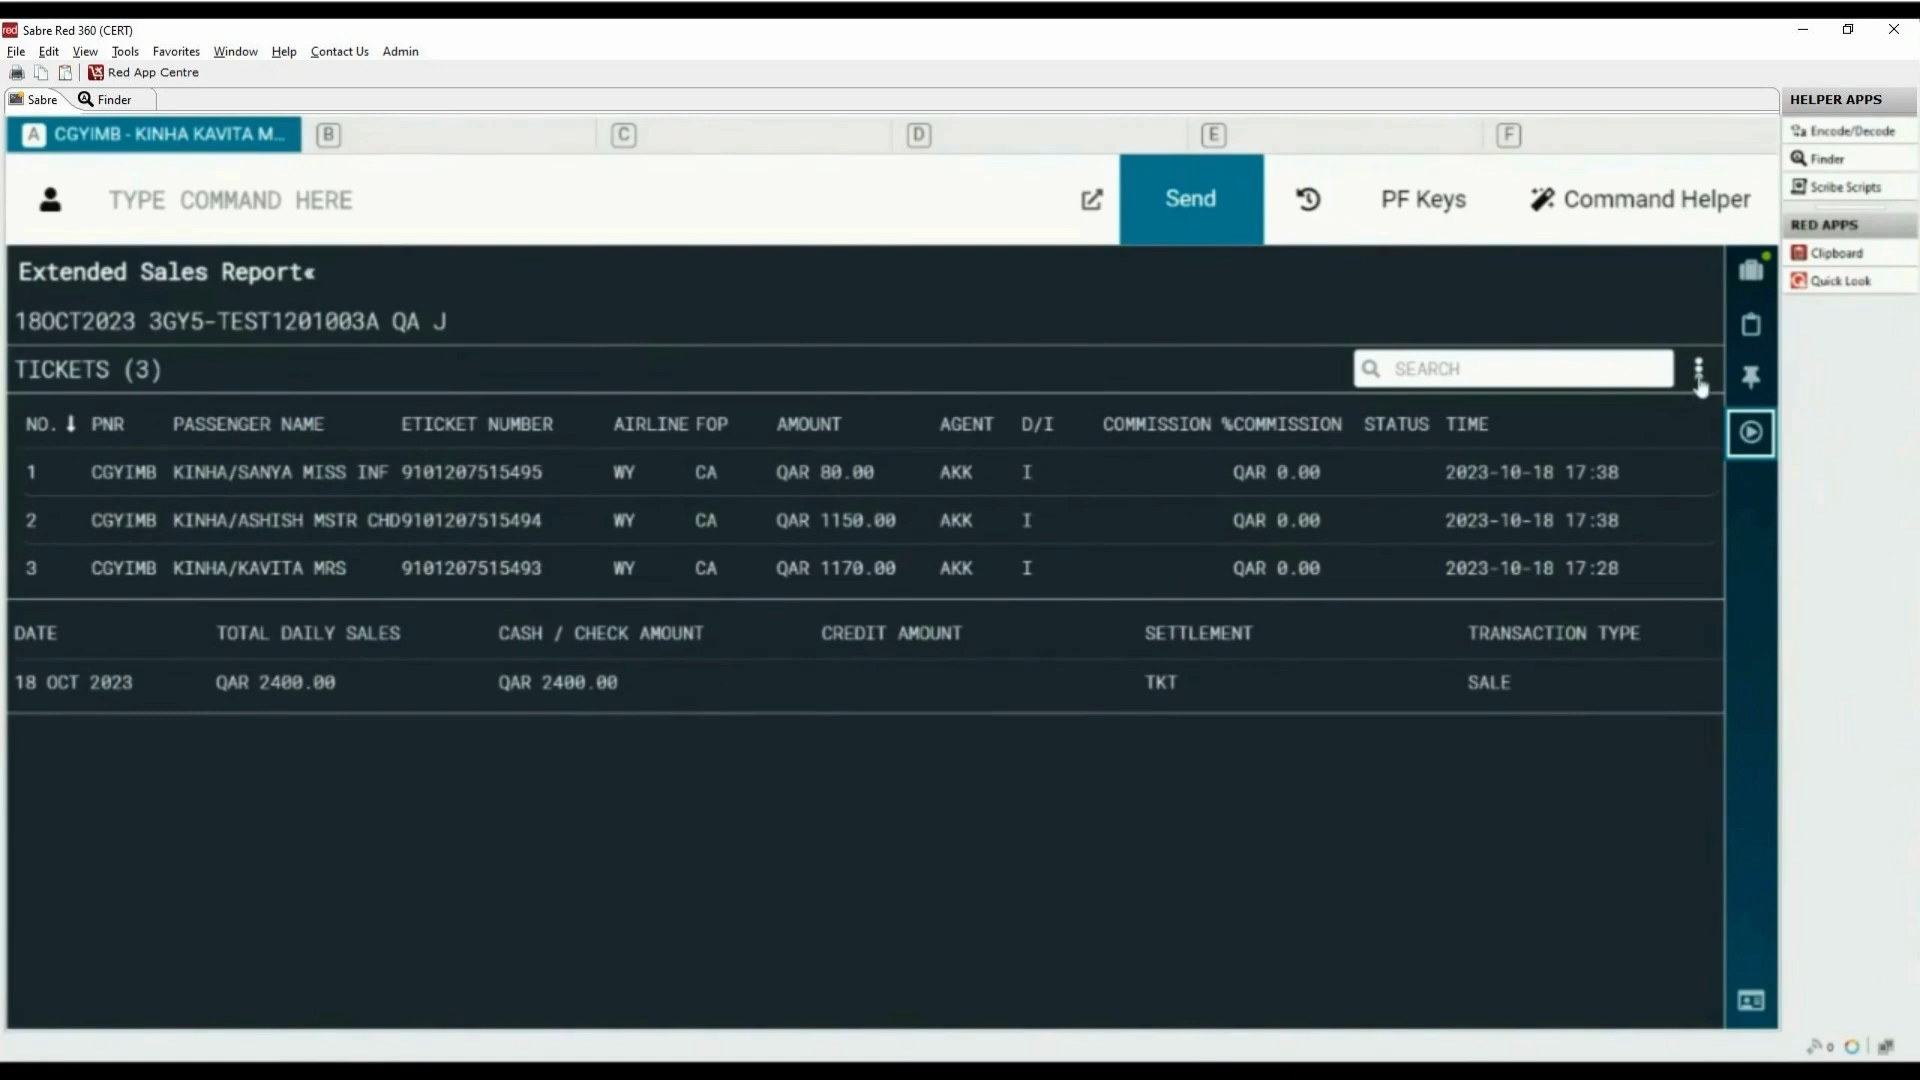 red Sabre Red 360 (CERT)
File Edit View Tools Favorites Window Help Contact Us Admin
Red App Centre
Sabre Finder HELPER APPS
A CGYIMB - KINHA KAVITA M... B C D E F
Encode/Decode
Finder
Scribe Scripts
TYPE COMMAND HERE Send PF Keys Command Helper
RED APPS
Clipboard
Quick Look
Extended Sales Report«
18OCT2023 3GY5-TEST1201003A QA J
TICKETS (3) SEARCH
NO. PNR PASSENGER NAME ETICKET NUMBER AIRLINE FOP AMOUNT AGENT D/I COMMISSION %COMMISSION STATUS TIME
1 CGYIMB KINHA/SANYA MISS INF 9101207515495 WY CA QAR 80.00 AKK I QAR 0.00 2023-10-18 17:38
2 CGYIMB KINHA/ASHISH MSTR CHD9101207515494 WY CA QAR 1150.00 AKK I QAR 0.00 2023-10-18 17:38
3 CGYIMB KINHA/KAVITA MRS 9101207515493 WY CA QAR 1170.00 AKK I QAR 0.00 2023-10-18 17:28
DATE TOTAL DAILY SALES CASH / CHECK AMOUNT CREDIT AMOUNT SETTLEMENT TRANSACTION TYPE
18 OCT 2023 QAR 2400.00 QAR 2400.00 TKT SALE
0